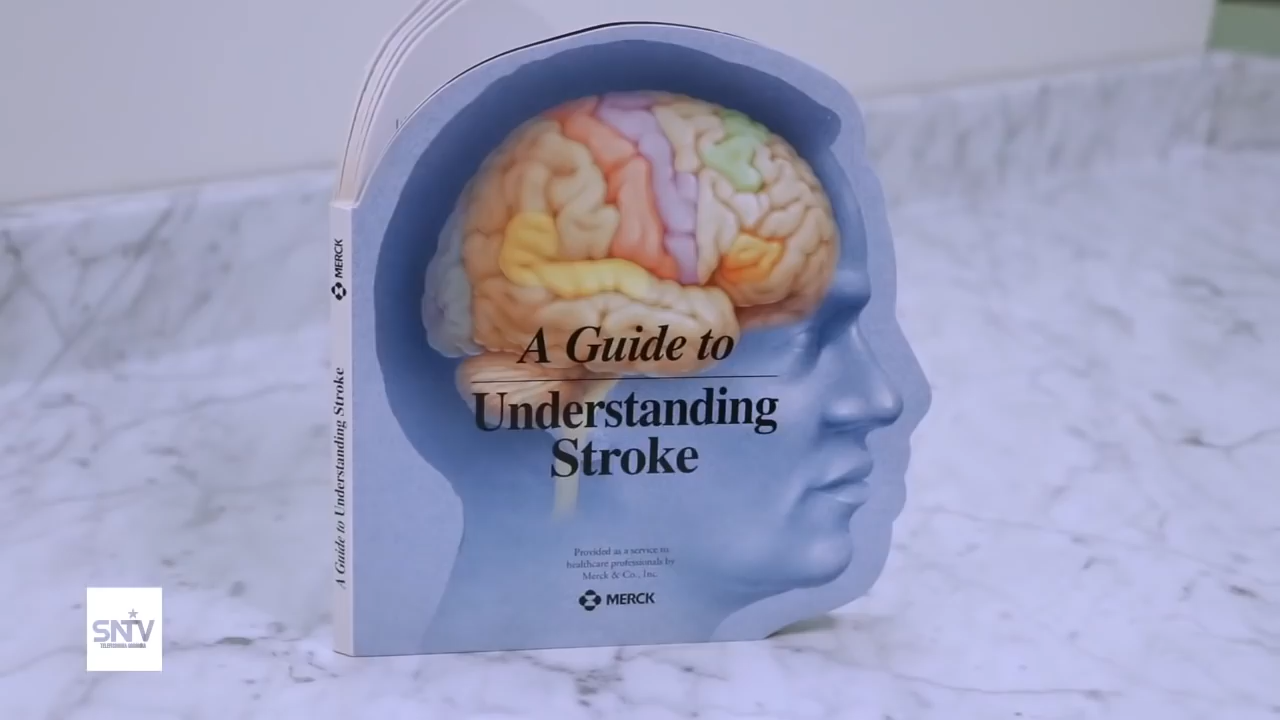 A Guide to
Understanding
Stroke
Provided as a service to
healthcare professionals by
Merck & Co., Inc.
MERCK
MERCK
A Guide to Understanding Stroke
SNTV